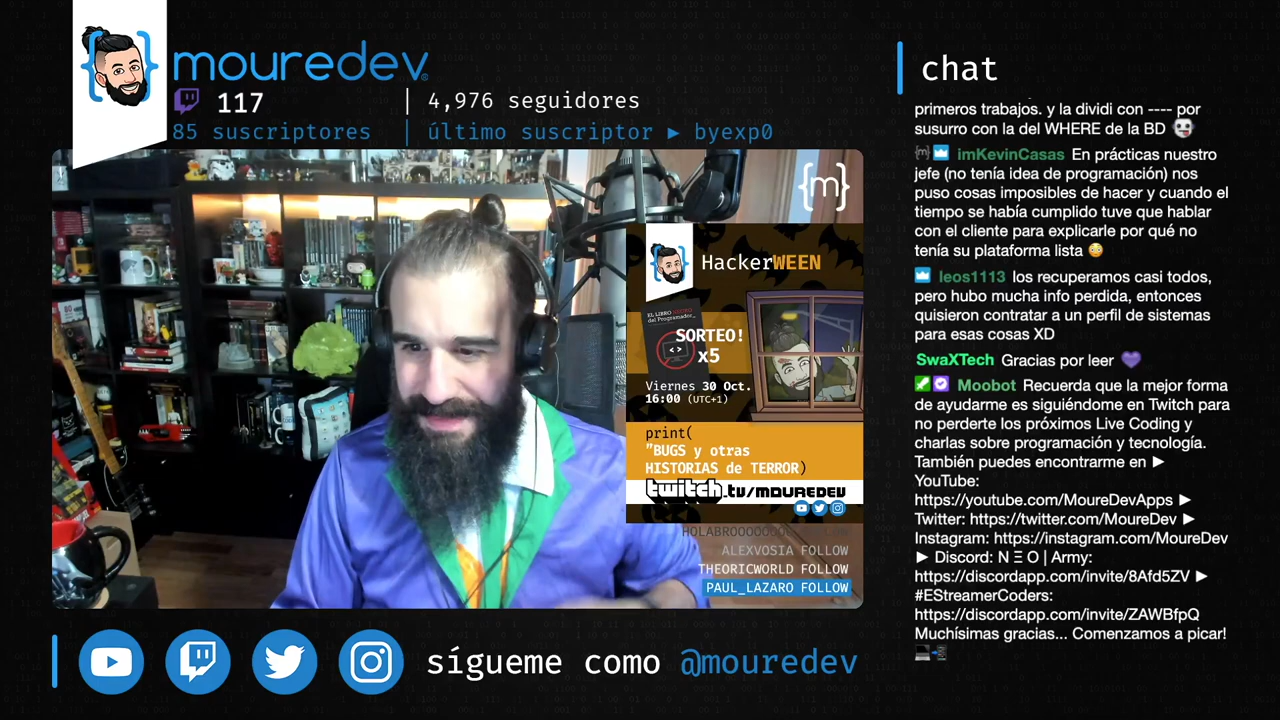 mouredev
117
4,976 seguidores
85 suscriptores
último suscriptor ▶ byexp0
{m}
HackerWEEN
EL LIBRO NEGRO
del Programador_
SORTEO!
x5
Viernes 30 Oct.
16:00 (UTC+1)
print(
"BUGS y otras
HISTORIAS de TERROR)
twitch.tv/MOUREDEV
ALEXVOSIA FOLLOW
THEORICWORLD FOLLOW
PAUL_LAZARO FOLLOW
sígueme como @mouredev
chat
primeros trabajos. y la dividi con ---- por
susurro con la del WHERE de la BD
imKevinCasas En prácticas nuestro
jefe (no tenía idea de programación) nos
puso cosas imposibles de hacer y cuando el
tiempo se había cumplido tuve que hablar
con el cliente para explicarle por qué no
tenía su plataforma lista 😳
leos1113 los recuperamos casi todos,
pero hubo mucha info perdida, entonces
quisieron contratar a un perfil de sistemas
para esas cosas XD
SwaXTech Gracias por leer 💜
Moobot Recuerda que la mejor forma
de ayudarme es siguiéndome en Twitch para
no perderte los próximos Live Coding y
charlas sobre programación y tecnología.
También puedes encontrarme en ▶
YouTube:
https://youtube.com/MoureDevApps ▶
Twitter: https://twitter.com/MoureDev ▶
Instagram: https://instagram.com/MoureDev
▶ Discord: N Ξ O | Army:
https://discordapp.com/invite/8Afd5ZV ▶
#EStreamerCoders:
https://discordapp.com/invite/ZAWBfpQ
Muchísimas gracias... Comenzamos a picar!